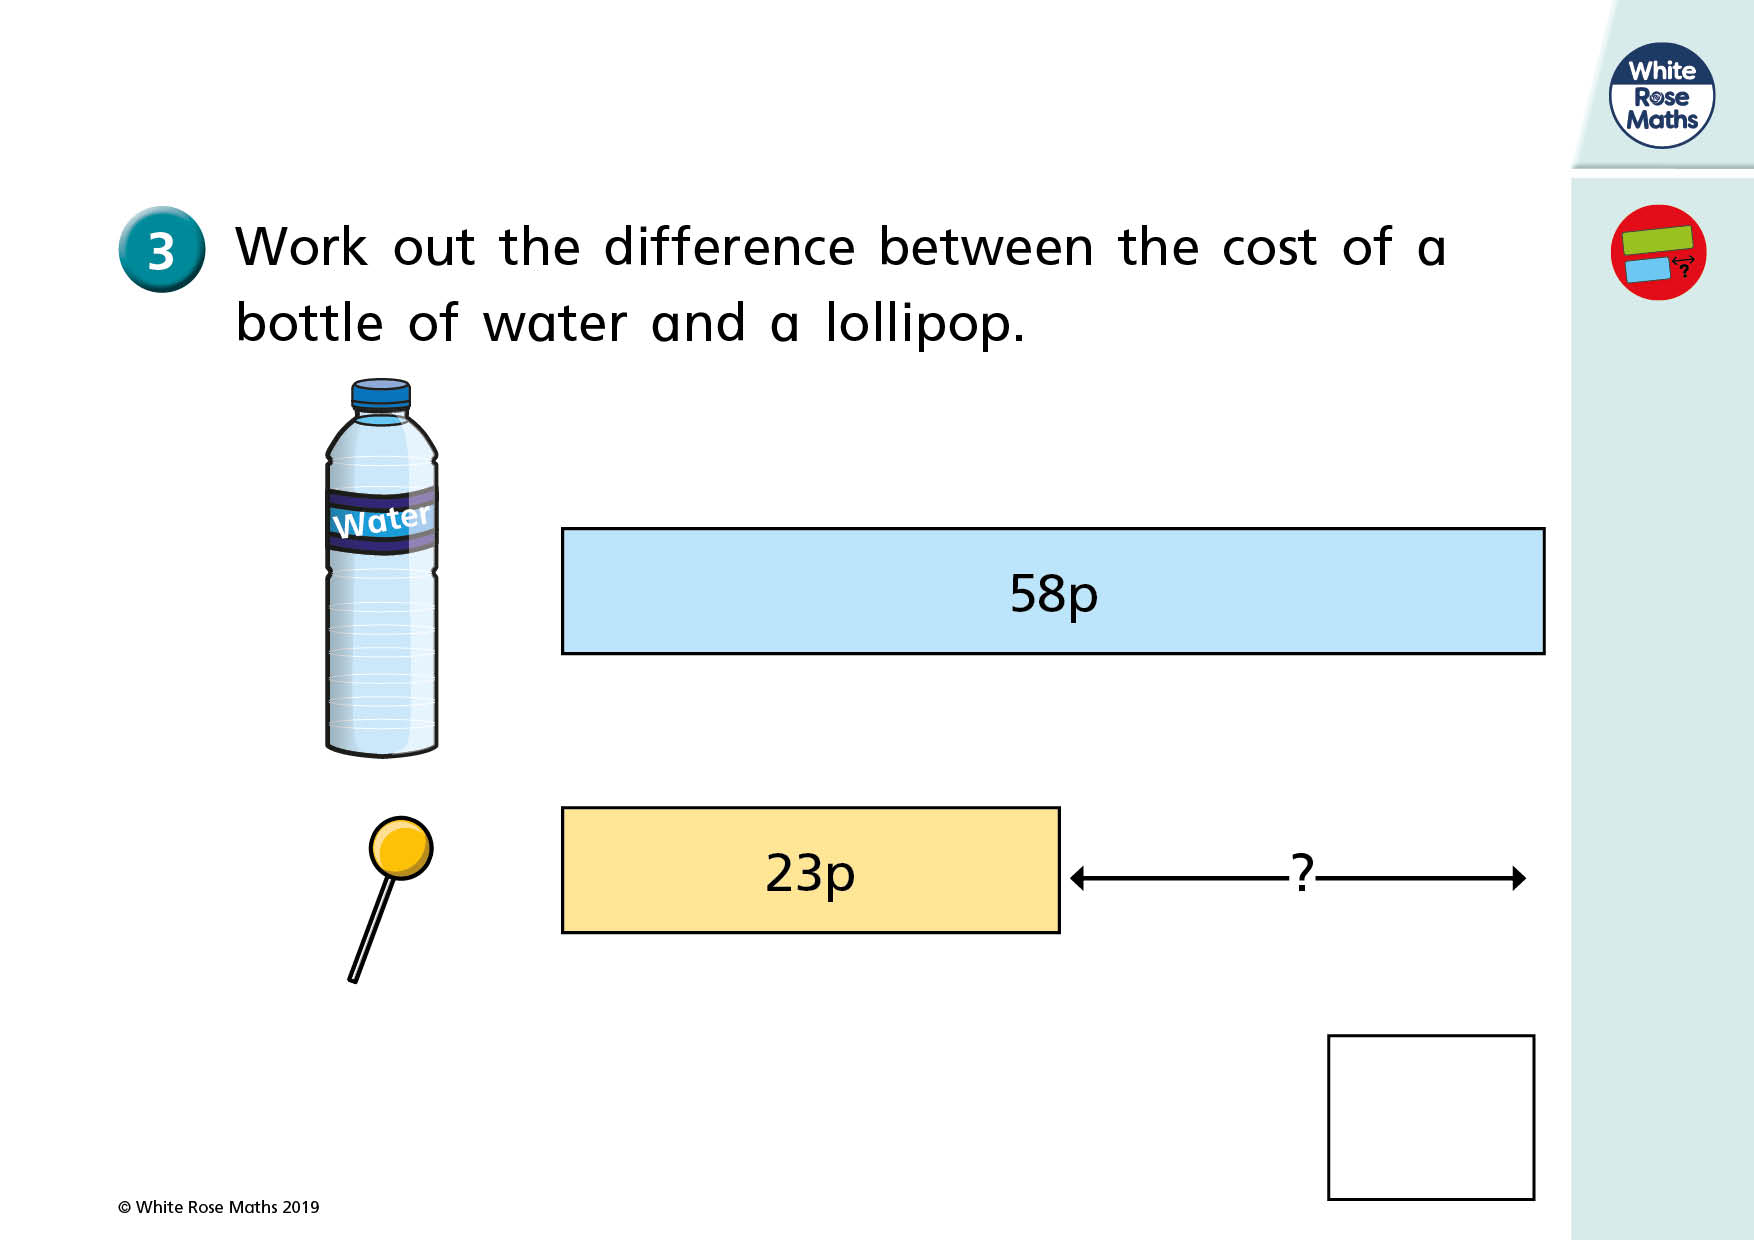 White
Rose
Maths
3 Work out the difference between the cost of a
bottle of water and a lollipop.
?
Water
58p
23p
?
© White Rose Maths 2019